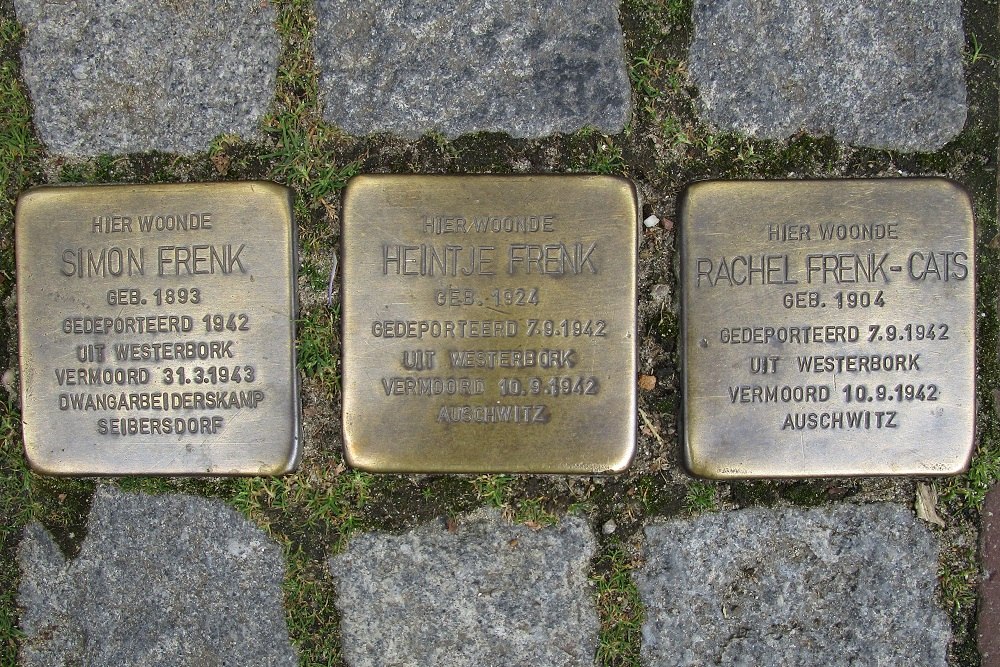 HIER WOONDE
SIMON FRENK
GEB. 1893
GEDEPORTEERD 1942
UIT WESTERBORK
VERMOORD 31.3.1943
DWANGARBEIDERSKAMP
SEIBERSDORF
HIER WOONDE
HEINTJE FRENK
GEB. 1924
GEDEPORTEERD 7.9.1942
UIT WESTERBORK
VERMOORD 10.9.1942
AUSCHWITZ
HIER WOONDE
RACHEL FRENK-CATS
GEB. 1904
GEDEPORTEERD 7.9.1942
UIT WESTERBORK
VERMOORD 10.9.1942
AUSCHWITZ